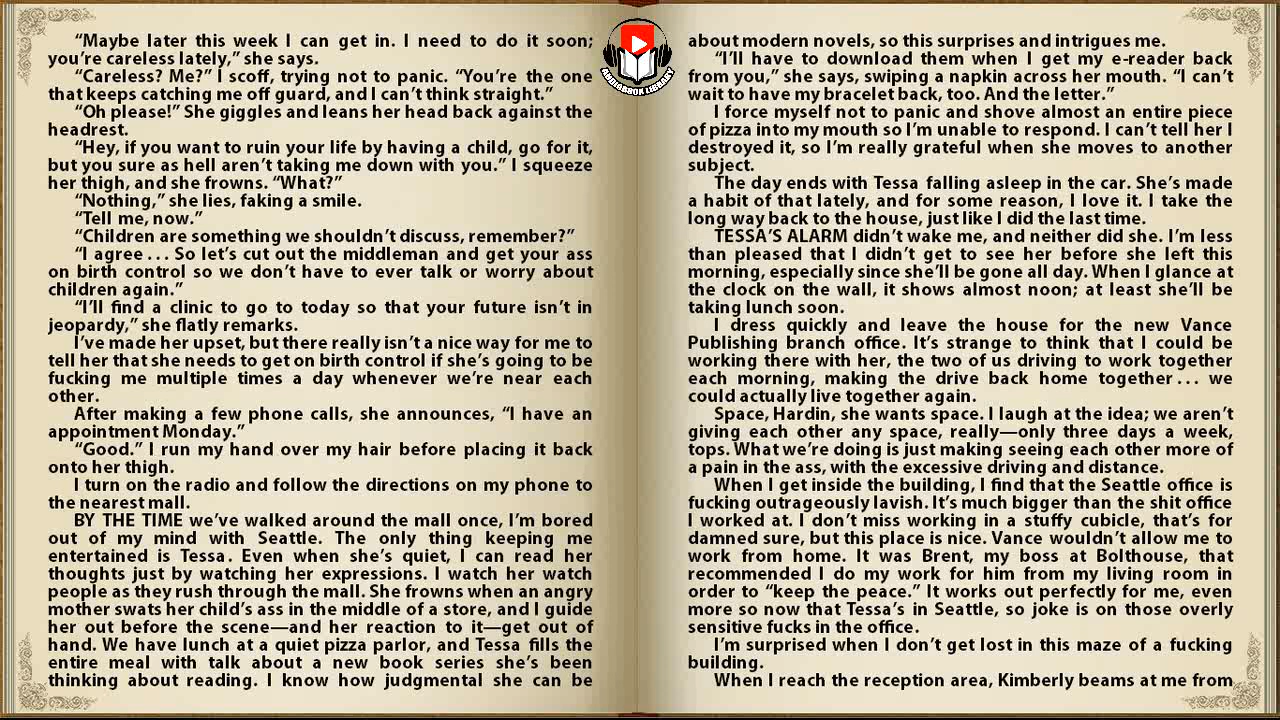 “Maybe later this week I can get in. I need to do it soon;
you’re careless lately,” she says.
“Careless? Me?” I scoff, trying not to panic. “You’re the one
that keeps catching me off guard, and I can’t think straight.”
“Oh please!” She giggles and leans her head back against the
headrest.
“Hey, if you want to ruin your life by having a child, go for it,
but you sure as hell aren’t taking me down with you.” I squeeze
her thigh, and she frowns. “What?”
“Nothing,” she lies, faking a smile.
“Tell me, now.”
“Children are something we shouldn’t discuss, remember?”
“I agree . . . So let’s cut out the middleman and get your ass
on birth control so we don’t have to ever talk or worry about
children again.”
“I’ll find a clinic to go to today so that your future isn’t in
jeopardy,” she flatly remarks.
I’ve made her upset, but there really isn’t a nice way for me to
tell her that she needs to get on birth control if she’s going to be
fucking me multiple times a day whenever we’re near each
other.
After making a few phone calls, she announces, “I have an
appointment Monday.”
“Good.” I run my hand over my hair before placing it back
onto her thigh.
I turn on the radio and follow the directions on my phone to
the nearest mall.
BY THE TIME we’ve walked around the mall once, I’m bored
out of my mind with Seattle. The only thing keeping me
entertained is Tessa. Even when she’s quiet, I can read her
thoughts just by watching her expressions. I watch her watch
people as they rush through the mall. She frowns when an angry
mother swats her child’s ass in the middle of a store, and I guide
her out before the scene—and her reaction to it—get out of
hand. We have lunch at a quiet pizza parlor, and Tessa fills the
entire meal with talk about a new book series she’s been
thinking about reading. I know how judgmental she can be
AUDIOBOOK LIBRARY
about modern novels, so this surprises and intrigues me.
“I’ll have to download them when I get my e-reader back
from you,” she says, swiping a napkin across her mouth. “I can’t
wait to have my bracelet back, too. And the letter.”
I force myself not to panic and shove almost an entire piece
of pizza into my mouth so I’m unable to respond. I can’t tell her I
destroyed it, so I’m really grateful when she moves to another
subject.
The day ends with Tessa falling asleep in the car. She’s made
a habit of that lately, and for some reason, I love it. I take the
long way back to the house, just like I did the last time.
TESSA’S ALARM didn’t wake me, and neither did she. I’m less
than pleased that I didn’t get to see her before she left this
morning, especially since she’ll be gone all day. When I glance at
the clock on the wall, it shows almost noon; at least she’ll be
taking lunch soon.
I dress quickly and leave the house for the new Vance
Publishing branch office. It’s strange to think that I could be
working there with her, the two of us driving to work together
each morning, making the drive back home together . . . we
could actually live together again.
Space, Hardin, she wants space. I laugh at the idea; we aren’t
giving each other any space, really—only three days a week,
tops. What we’re doing is just making seeing each other more of
a pain in the ass, with the excessive driving and distance.
When I get inside the building, I find that the Seattle office is
fucking outrageously lavish. It’s much bigger than the shit office
I worked at. I don’t miss working in a stuffy cubicle, that’s for
damned sure, but this place is nice. Vance wouldn’t allow me to
work from home. It was Brent, my boss at Bolthouse, that
recommended I do my work for him from my living room in
order to “keep the peace.” It works out perfectly for me, even
more so now that Tessa’s in Seattle, so joke is on those overly
sensitive fucks in the office.
I’m surprised when I don’t get lost in this maze of a fucking
building.
When I reach the reception area, Kimberly beams at me from